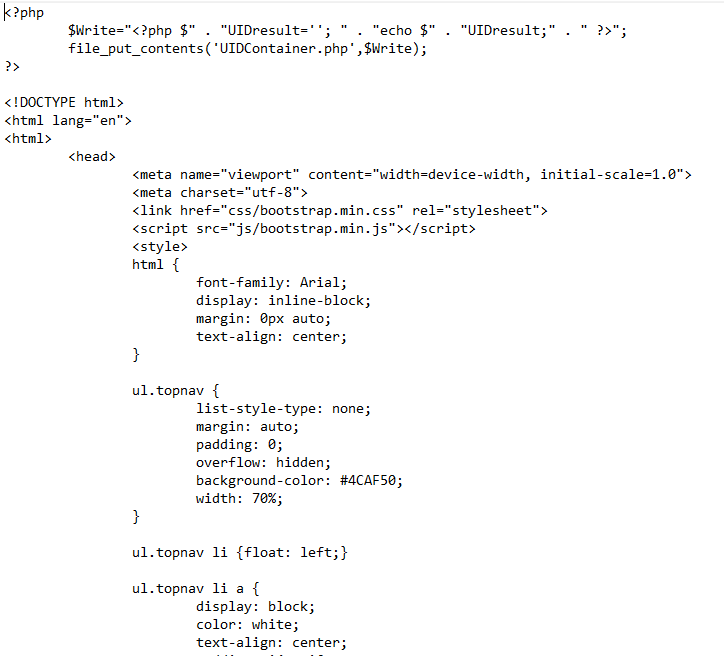 <?php
$Write="<?php $" . "UIDresult=''; " . "echo $" . "UIDresult;" . " ?>";
file_put_contents('UIDContainer.php',$Write);
?>
<!DOCTYPE html>
<html lang="en">
<html>
<head>
<meta name="viewport" content="width=device-width, initial-scale=1.0">
<meta charset="utf-8">
<link href="css/bootstrap.min.css" rel="stylesheet">
<script src="js/bootstrap.min.js"></script>
<style>
html {
font-family: Arial;
display: inline-block;
margin: 0px auto;
text-align: center;
}
ul.topnav {
list-style-type: none;
margin: auto;
padding: 0;
overflow: hidden;
background-color: #4CAF50;
width: 70%;
}
ul.topnav li {float: left;}
ul.topnav li a {
display: block;
color: white;
text-align: center;